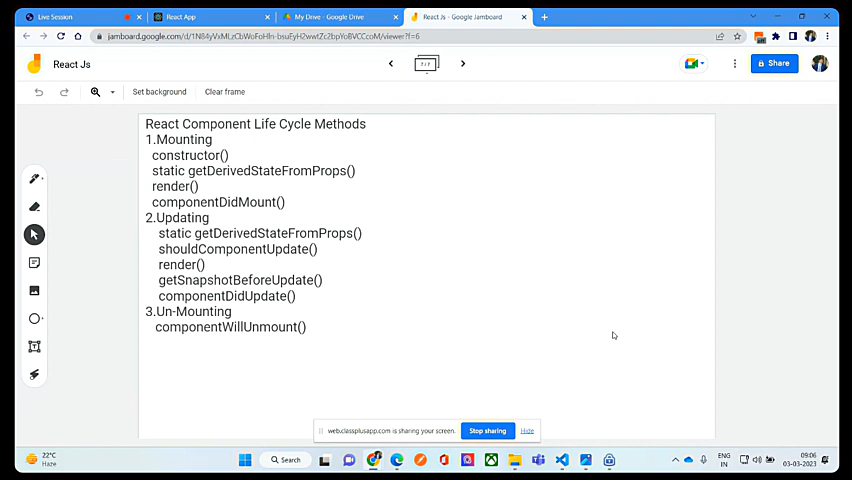 Live Session
React App
My Drive - Google Drive
React Js - Google Jamboard
jamboard.google.com/d/1N84yVxMLzCbWoFoHln-bsuEyH2wwtZc2bpYoBVCCcoM/viewer?f=6
React Js
7 / 7
Share
Set background
Clear frame
React Component Life Cycle Methods
1.Mounting
constructor()
static getDerivedStateFromProps()
render()
componentDidMount()
2.Updating
static getDerivedStateFromProps()
shouldComponentUpdate()
render()
getSnapshotBeforeUpdate()
componentDidUpdate()
3.Un-Mounting
componentWillUnmount()
web.classplusapp.com is sharing your screen.
Stop sharing
Hide
22°C
Haze
Search
ENG
IN
09:06
03-03-2023